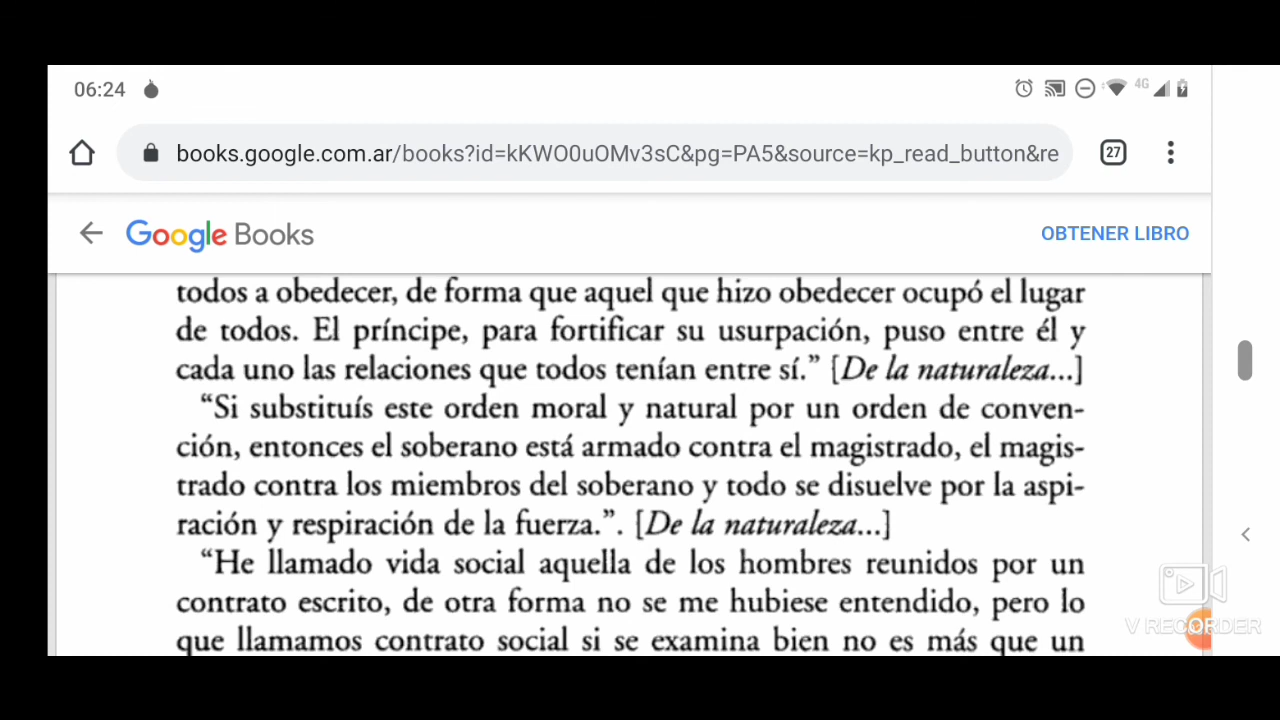 06:24 4G
books.google.com.ar/books?id=kKWO0uOMv3sC&pg=PA5&source=kp_read_button&re 27
Google Books OBTENER LIBRO
todos a obedecer, de forma que aquel que hizo obedecer ocupó el lugar
de todos. El príncipe, para fortificar su usurpación, puso entre él y
cada uno las relaciones que todos tenían entre sí.” [De la naturaleza...]
“Si substituís este orden moral y natural por un orden de conven-
ción, entonces el soberano está armado contra el magistrado, el magis-
trado contra los miembros del soberano y todo se disuelve por la aspi-
ración y respiración de la fuerza.”. [De la naturaleza...]
“He llamado vida social aquella de los hombres reunidos por un
contrato escrito, de otra forma no se me hubiese entendido, pero lo
que llamamos contrato social si se examina bien no es más que un
V RECORDER